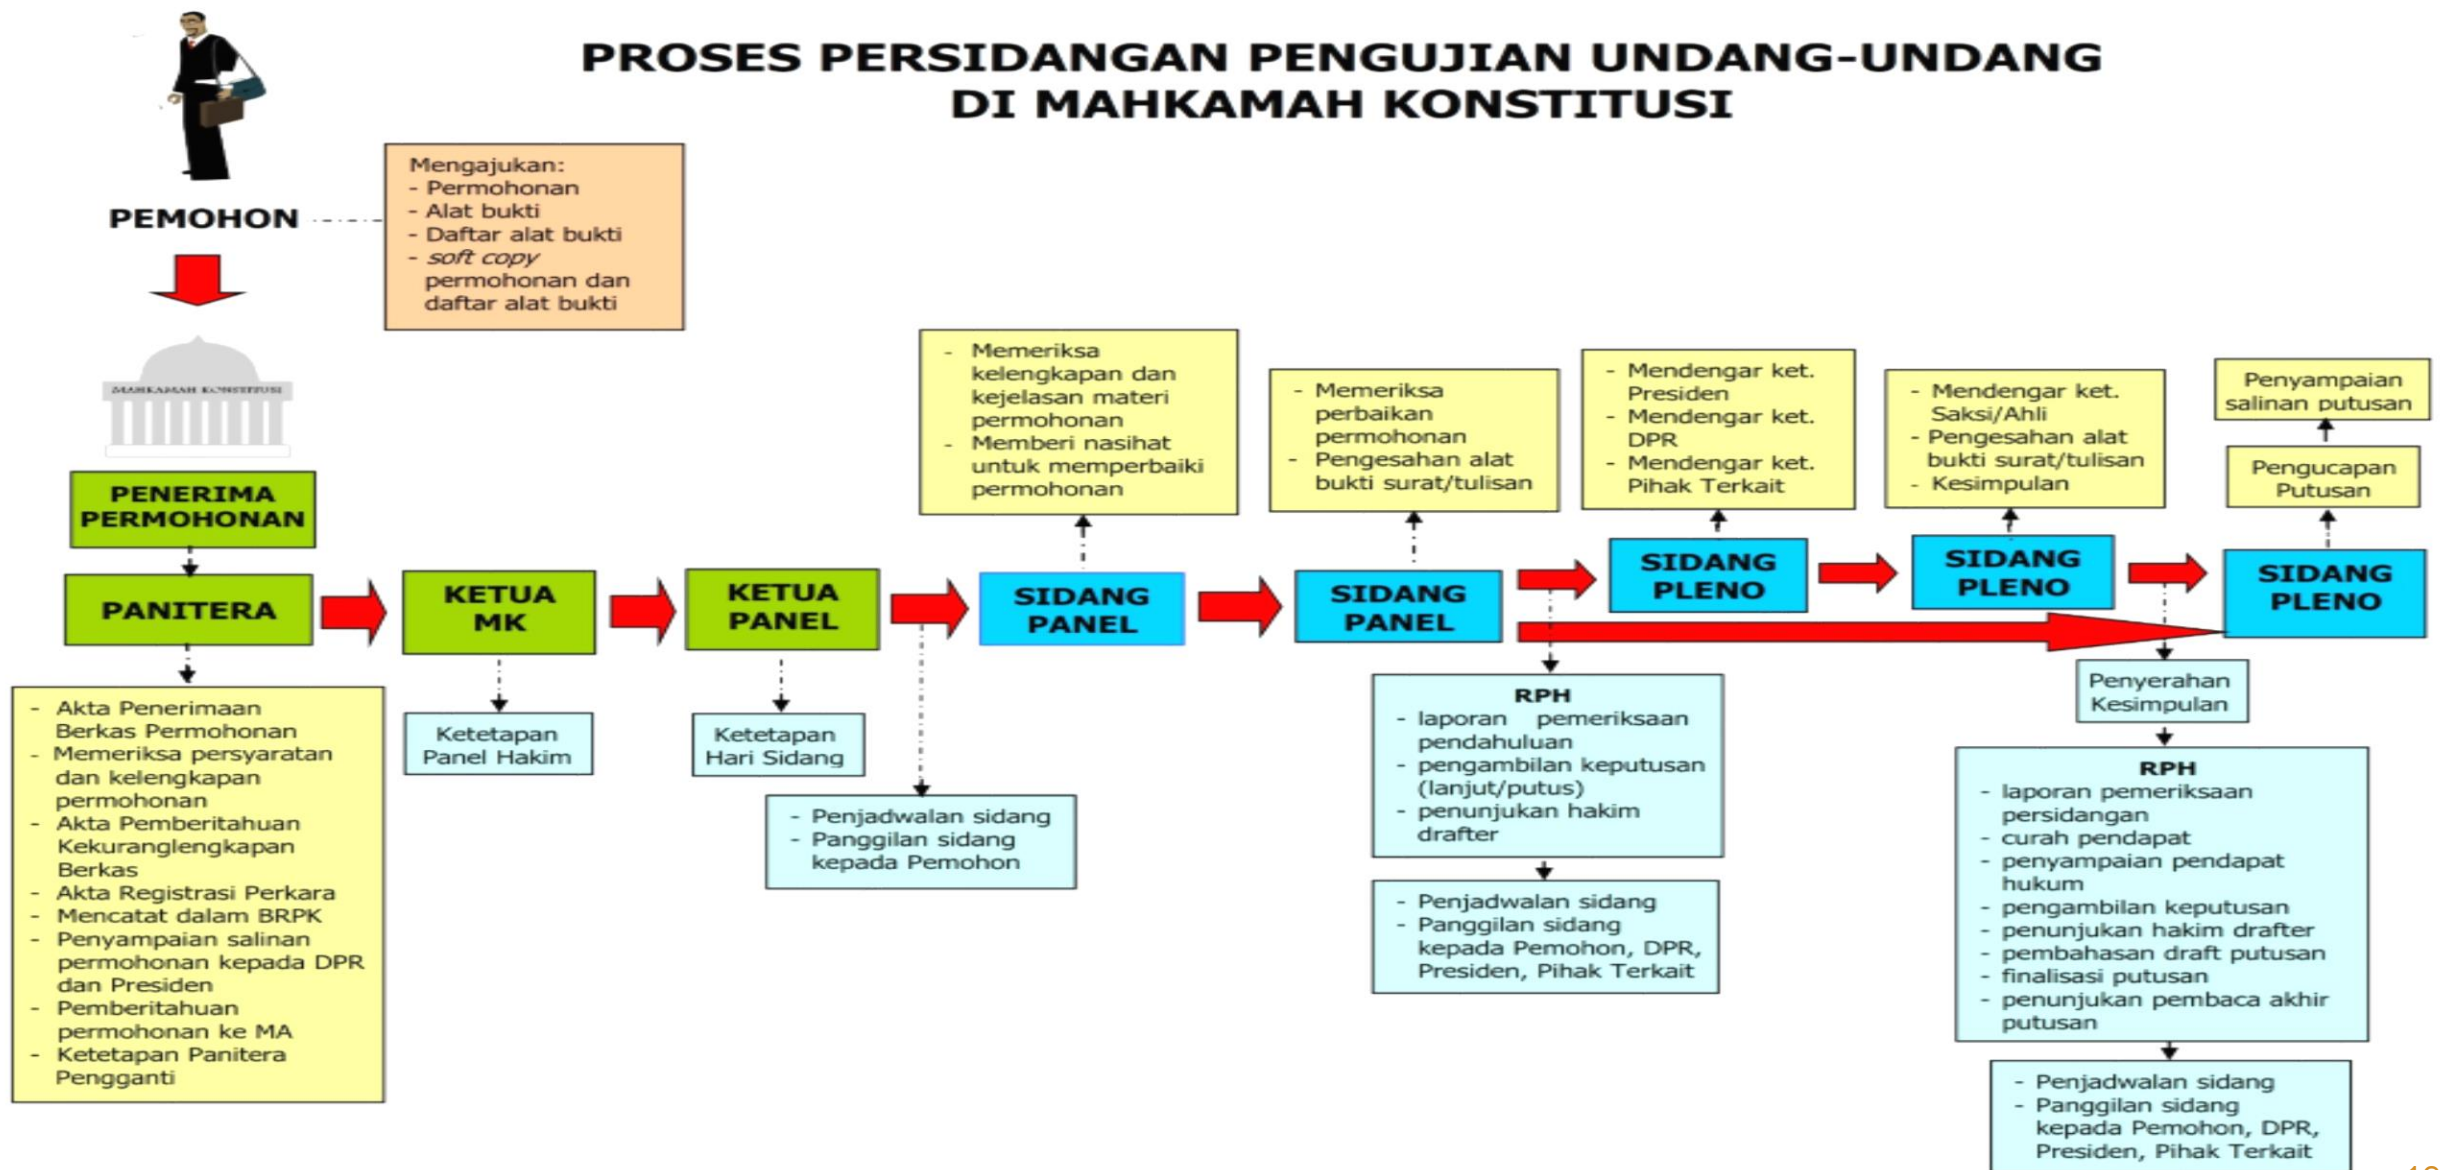 PROSES PERSIDANGAN PENGUJIAN UNDANG-UNDANG
DI MAHKAMAH KONSTITUSI
PEMOHON
Mengajukan:
- Permohonan
- Alat bukti
- Daftar alat bukti
- soft copy
permohonan dan
daftar alat bukti
MAHKAMAH KONSTITUSI
PENERIMA
PERMOHONAN
PANITERA
- Akta Penerimaan
Berkas Permohonan
- Memeriksa persyaratan
dan kelengkapan
permohonan
- Akta Pemberitahuan
Kekuranglengkapan
Berkas
- Akta Registrasi Perkara
- Mencatat dalam BRPK
- Penyampaian salinan
permohonan kepada DPR
dan Presiden
- Pemberitahuan
permohonan ke MA
- Ketetapan Panitera
Pengganti
KETUA
MK
Ketetapan
Panel Hakim
KETUA
PANEL
Ketetapan
Hari Sidang
- Penjadwalan sidang
- Panggilan sidang
kepada Pemohon
- Memeriksa
kelengkapan dan
kejelasan materi
permohonan
- Memberi nasihat
untuk memperbaiki
permohonan
SIDANG
PANEL
- Memeriksa
perbaikan
permohonan
- Pengesahan alat
bukti surat/tulisan
SIDANG
PANEL
RPH
- laporan pemeriksaan
pendahuluan
- pengambilan keputusan
(lanjut/putus)
- penunjukan hakim
drafter
- Penjadwalan sidang
- Panggilan sidang
kepada Pemohon, DPR,
Presiden, Pihak Terkait
- Mendengar ket.
Presiden
- Mendengar ket.
DPR
- Mendengar ket.
Pihak Terkait
SIDANG
PLENO
- Mendengar ket.
Saksi/Ahli
- Pengesahan alat
bukti surat/tulisan
- Kesimpulan
SIDANG
PLENO
Penyerahan
Kesimpulan
RPH
- laporan pemeriksaan
persidangan
- curah pendapat
- penyampaian pendapat
hukum
- pengambilan keputusan
- penunjukan hakim drafter
- pembahasan draft putusan
- finalisasi putusan
- penunjukan pembaca akhir
putusan
- Penjadwalan sidang
- Panggilan sidang
kepada Pemohon, DPR,
Presiden, Pihak Terkait
Penyampaian
salinan putusan
Pengucapan
Putusan
SIDANG
PLENO